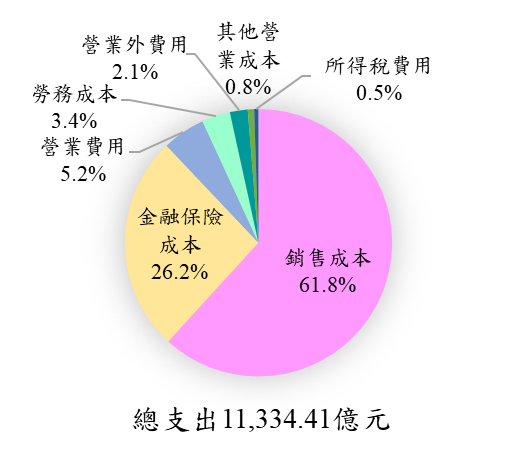 其他營
業成本
0.8%
營業外費用
2.1%
所得稅費用
0.5%
勞務成本
3.4%
營業費用
5.2%
金融保險
成本
26.2%
銷售成本
61.8%
總支出11,334.41億元